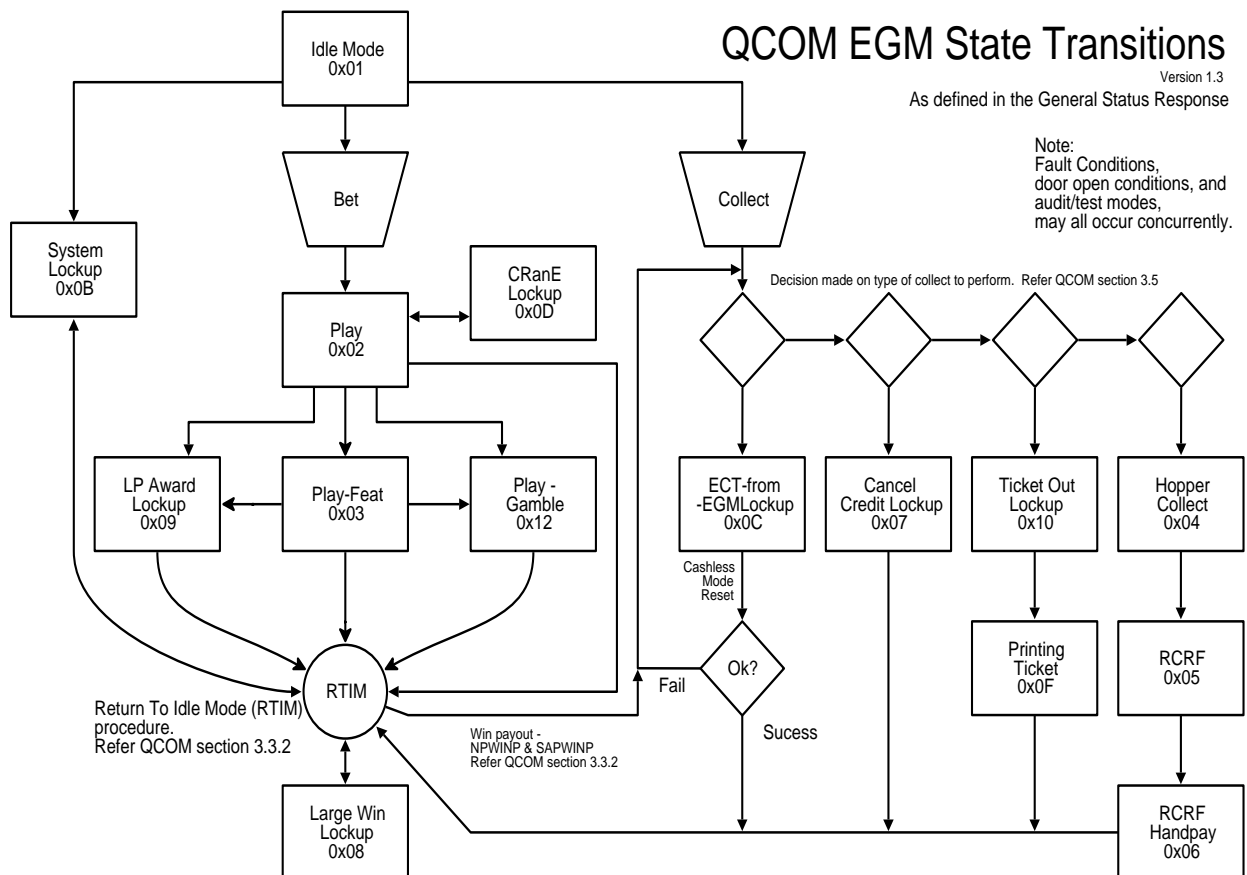 QCOM EGM State Transitions
Version 1.3
As defined in the General Status Response
Note:
Fault Conditions,
door open conditions, and
audit/test modes,
may all occur concurrently.
Idle Mode
0x01
Bet
Collect
System
Lockup
0x0B
CRanE
Lockup
0x0D
Decision made on type of collect to perform. Refer QCOM section 3.5
Play
0x02
LP Award
Lockup
0x09
Play-Feat
0x03
Play -
Gamble
0x12
ECT-from
-EGMLockup
0x0C
Cancel
Credit Lockup
0x07
Ticket Out
Lockup
0x10
Hopper
Collect
0x04
Cashless
Mode
Reset
Ok?
Fail
Sucess
Printing
Ticket
0x0F
RCRF
0x05
RTIM
Return To Idle Mode (RTIM)
procedure.
Refer QCOM section 3.3.2
Win payout -
NPWINP & SAPWINP
Refer QCOM section 3.3.2
Large Win
Lockup
0x08
RCRF
Handpay
0x06